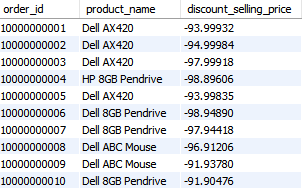 order_id product_name discount_selling_price
10000000001 Dell AX420 -93.99932
10000000002 Dell AX420 -94.99984
10000000003 Dell AX420 -97.99918
10000000004 HP 8GB Pendrive -98.89606
10000000005 Dell AX420 -93.99835
10000000006 Dell 8GB Pendrive -98.94890
10000000007 Dell 8GB Pendrive -97.94418
10000000008 Dell ABC Mouse -96.91206
10000000009 Dell ABC Mouse -91.93780
10000000010 Dell 8GB Pendrive -91.90476